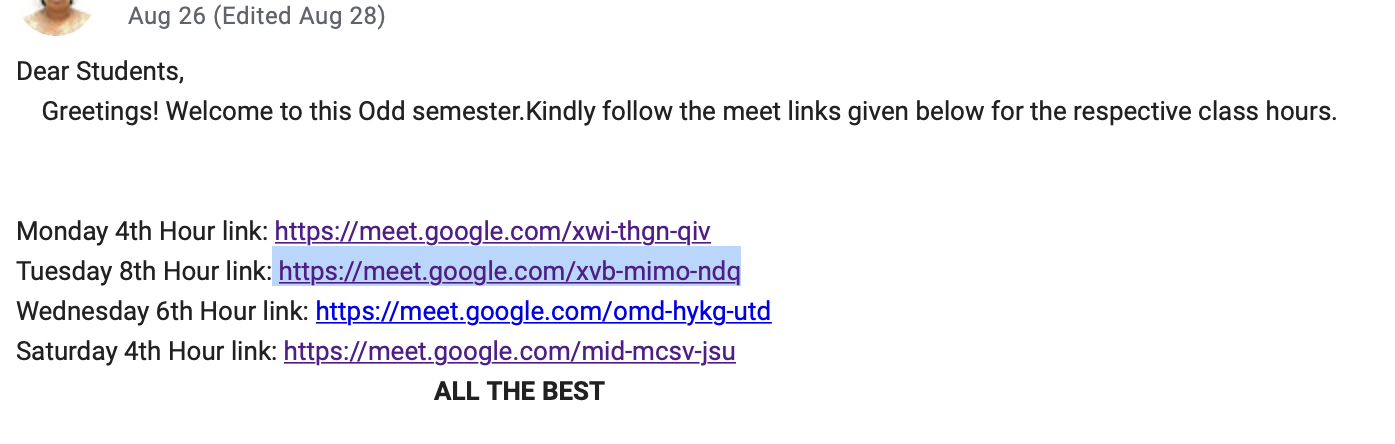 Aug 26 (Edited Aug 28)
Dear Students,
Greetings! Welcome to this Odd semester.Kindly follow the meet links given below for the respective class hours.
Monday 4th Hour link: https://meet.google.com/xwi-thgn-qiv
Tuesday 8th Hour link: https://meet.google.com/xvb-mimo-ndq
Wednesday 6th Hour link: https://meet.google.com/omd-hykg-utd
Saturday 4th Hour link: https://meet.google.com/mid-mcsv-jsu
ALL THE BEST